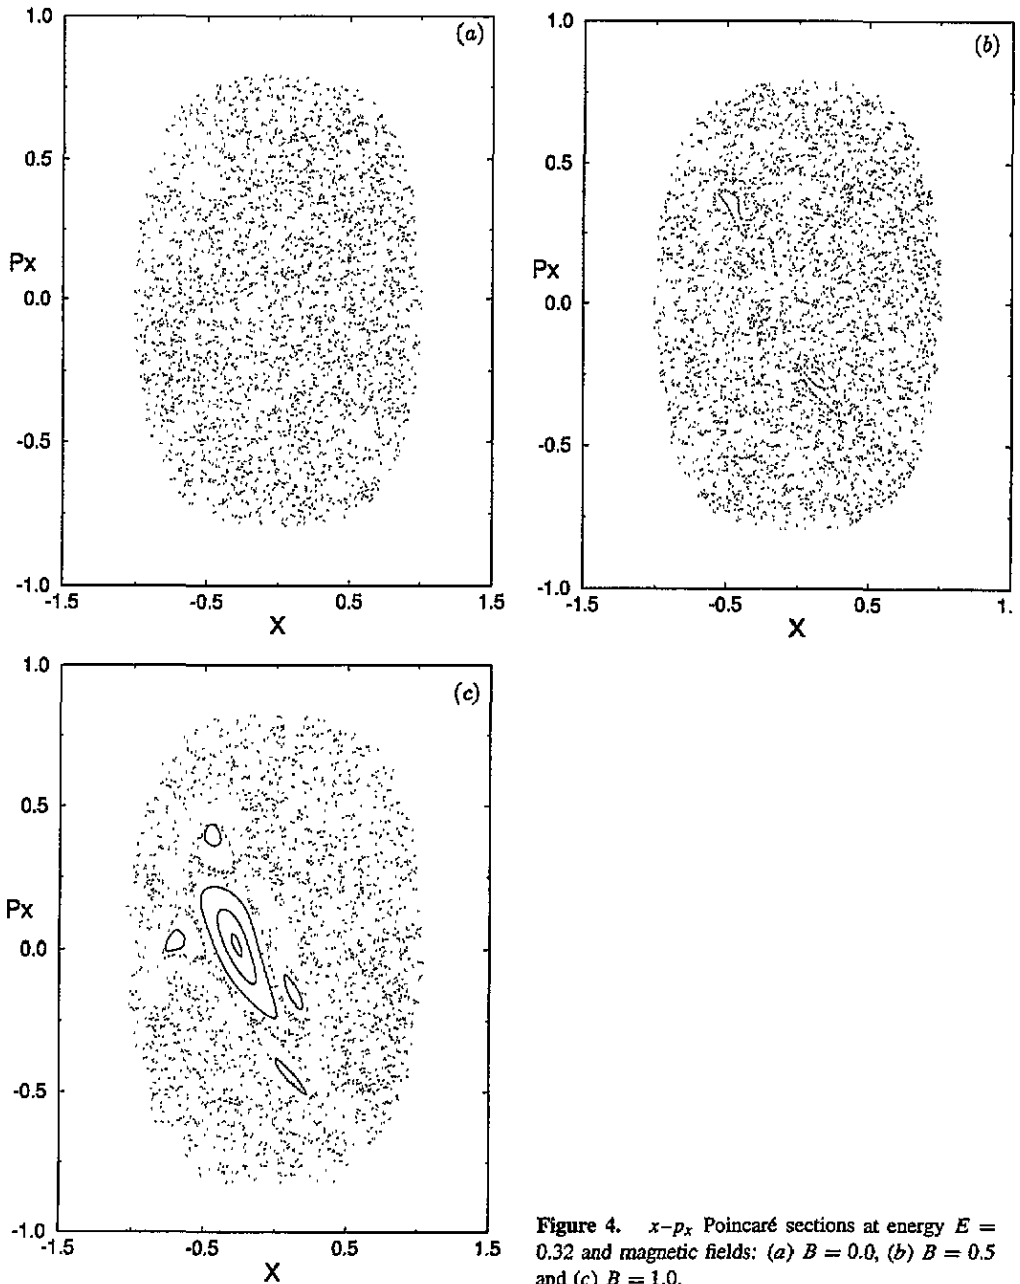 1.0
(a)
0.5
Px
0.0
-0.5
-1.0
-1.5
-0.5
0.5
1.5
X
1.0
(b)
0.5
Px
0.0
-0.5
-1.0
-1.5
-0.5
0.5
1.
X
1.0
(c)
0.5
Px
0.0
-0.5
-1.0
-1.5
-0.5
0.5
1.5
X
Figure 4. x–pₓ Poincaré sections at energy E =
0.32 and magnetic fields: (a) B = 0.0, (b) B = 0.5
and (c) B = 1.0.